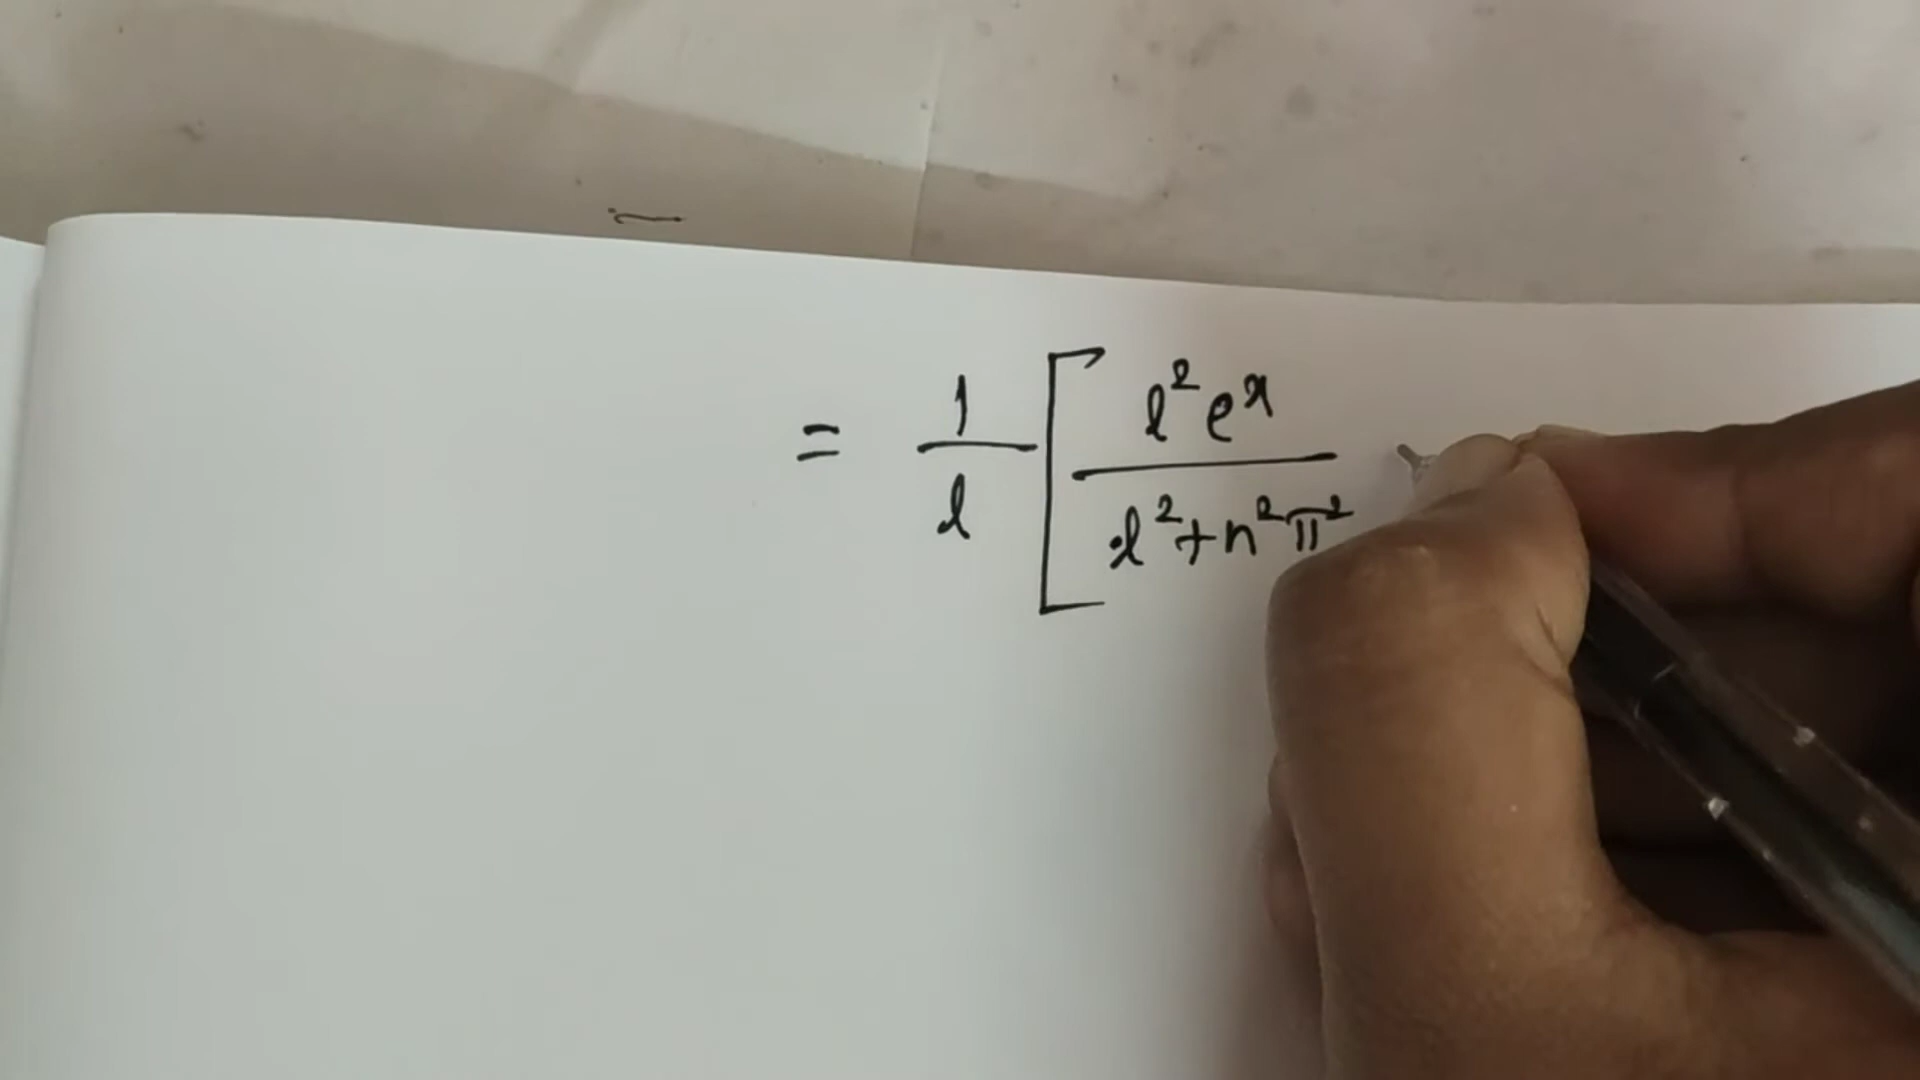 = 1/l [ l²eˣ / l²+n²π²